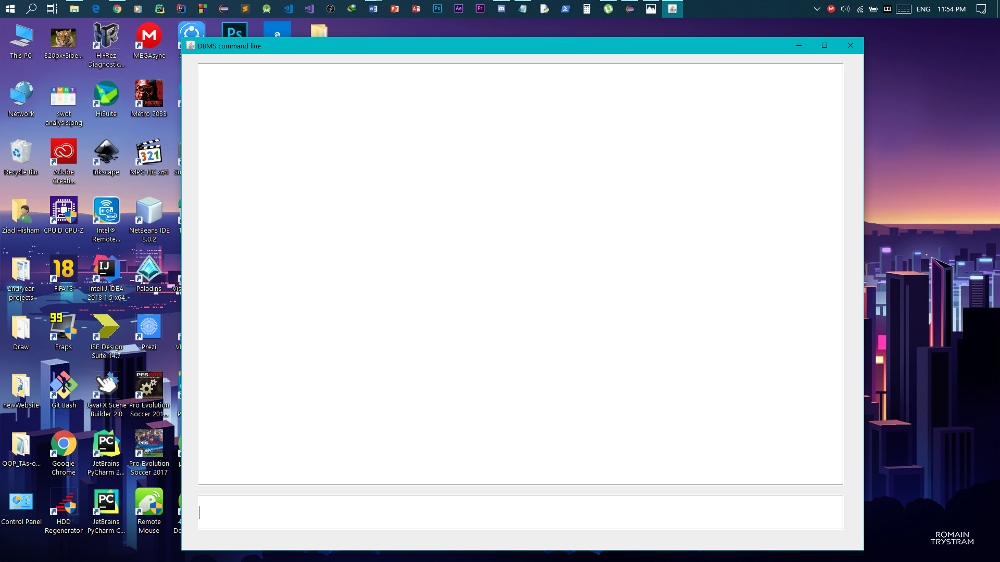 ENG 11:54 PM
DBMS command line
This PC
320px-Sibe...
Hi-Rez
Diagnostic...
MEGAsync
Network
swot
analysis.png
HiSuite
Metro 2033
Recycle Bin
Adobe
Creati...
Inkscape
MPC-HC x64
Ziad Hisham
CPUID CPU-Z
Intel®
Remote...
NetBeans IDE
8.0.2
2nd year
projects
FIFA18
IntelliJ IDEA
2018.1.5 x64
Paladins
Draw
Fraps
ISE Design
Suite 14.7
Prezi
newWebsite
Git Bash
JavaFX Scene
Builder 2.0
Pro Evolution
Soccer 201...
OOP_TAs-o...
Google
Chrome
JetBrains
PyCharm 2...
Pro Evolution
Soccer 2017
Control Panel
HDD
Regenerator
JetBrains
PyCharm C...
Remote
Mouse
ROMAIN
TRYSTRAM